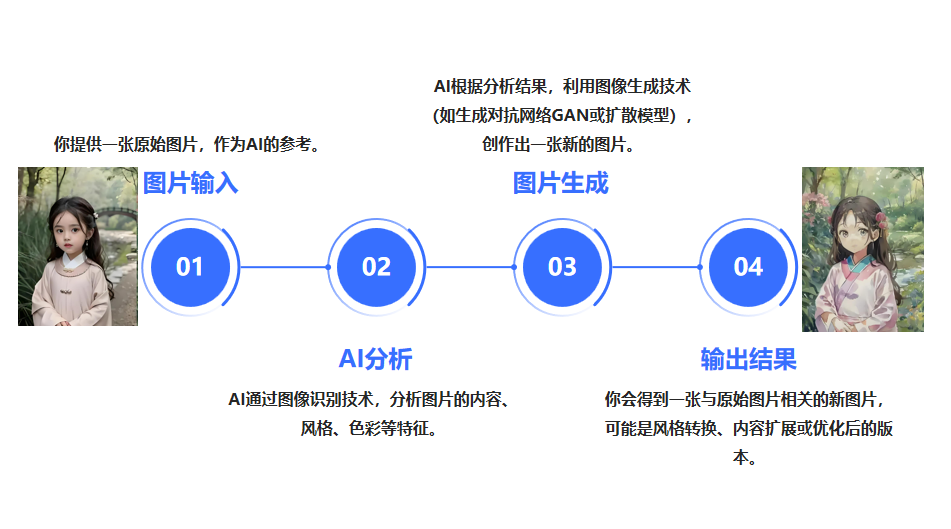 你提供一张原始图片，作为AI的参考。
图片输入
01
AI分析
02
AI通过图像识别技术，分析图片的内容、
风格、色彩等特征。
AI根据分析结果，利用图像生成技术
（如生成对抗网络GAN或扩散模型），
创作出一张新的图片。
图片生成
03
04
输出结果
你会得到一张与原始图片相关的新图片，
可能是风格转换、内容扩展或优化后的版
本。